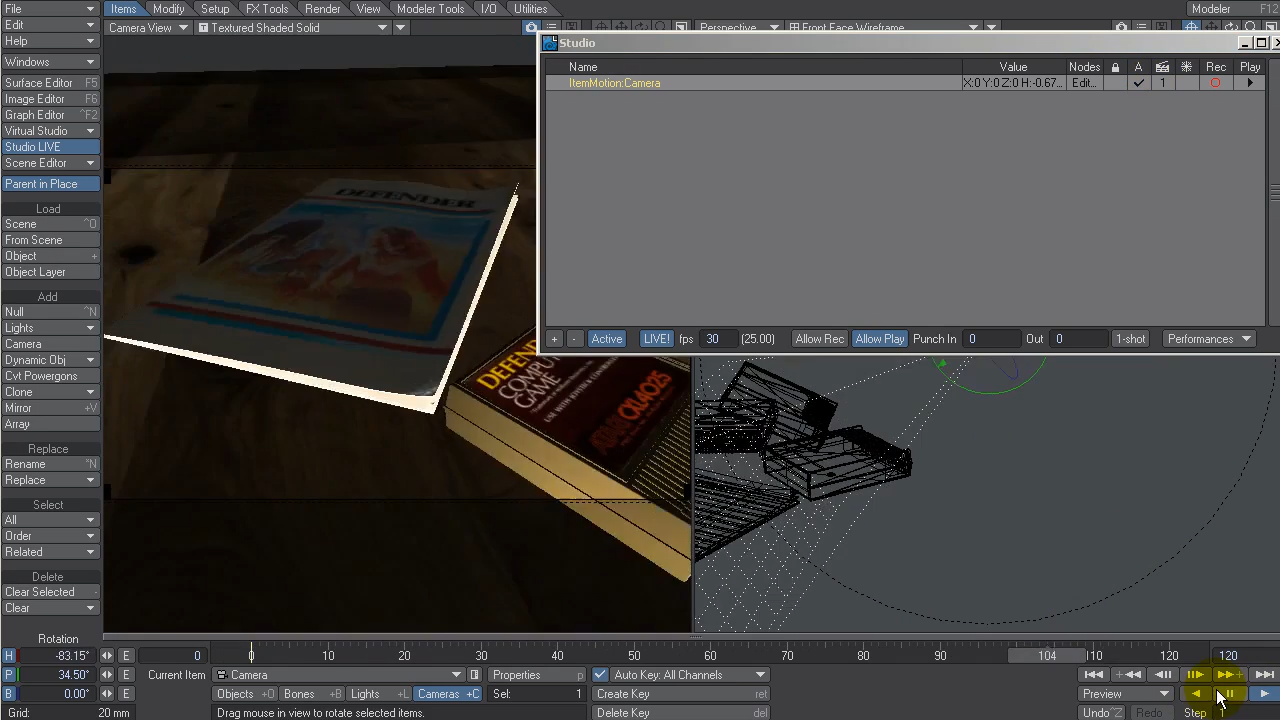 File
Items Modify Setup FX Tools Render View Modeler Tools I/O Utilities Modeler F12
Edit
Camera View Textured Shaded Solid Perspective Front Face Wireframe
Help
Studio
Windows
Name Value Nodes A Rec Play
Surface Editor F5
ItemMotion:Camera X:0 Y:0 Z:0 H:-0.67... Edit... 1
Image Editor F6
Graph Editor ^F2
Virtual Studio
Studio LIVE
Scene Editor
Parent in Place
Load
Scene ^O
From Scene
Object +
Object Layer
Add
Null ^N
Lights
Camera
Dynamic Obj
Cvt Powergons
Clone
Mirror +V
Replace
Rename ^N
Replace
Select
All
Order
Related
Delete
Clear Selected -
Clear
DEFENDER
+ - Active LIVE! fps 30 (25.00) Allow Rec Allow Play Punch In 0 Out 0 1-shot Performances
COMPUTER
GAME
ATARI CX4025
Rotation
H -83.15° E 0 0 10 20 30 40 50 60 70 80 90 104 110 120
P 34.50° E Current Item Camera Properties p Auto Key: All Channels
B 0.00° E Objects +O Bones +B Lights +L Cameras +C Sel: 1 Create Key ret Preview
Grid: 20 mm Drag mouse in view to rotate selected items. Delete Key del Undo ^Z Redo Step 1